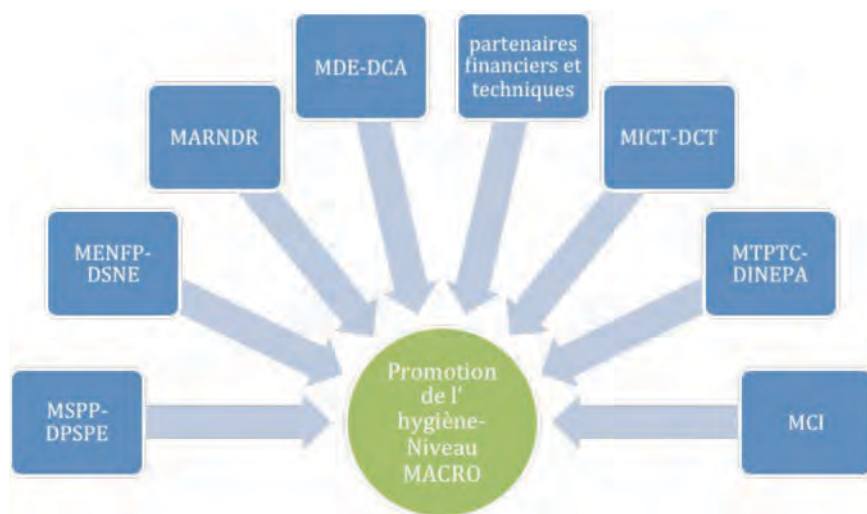 MDE-DCA
partenaires
financiers et
techniques
MARNDR
MICT-DCT
MENFP-
DSNE
MTPTC-
DINEPA
MSPP-
DPSPE
Promotion
de l'
hygiène-
Niveau
MACRO
MCI